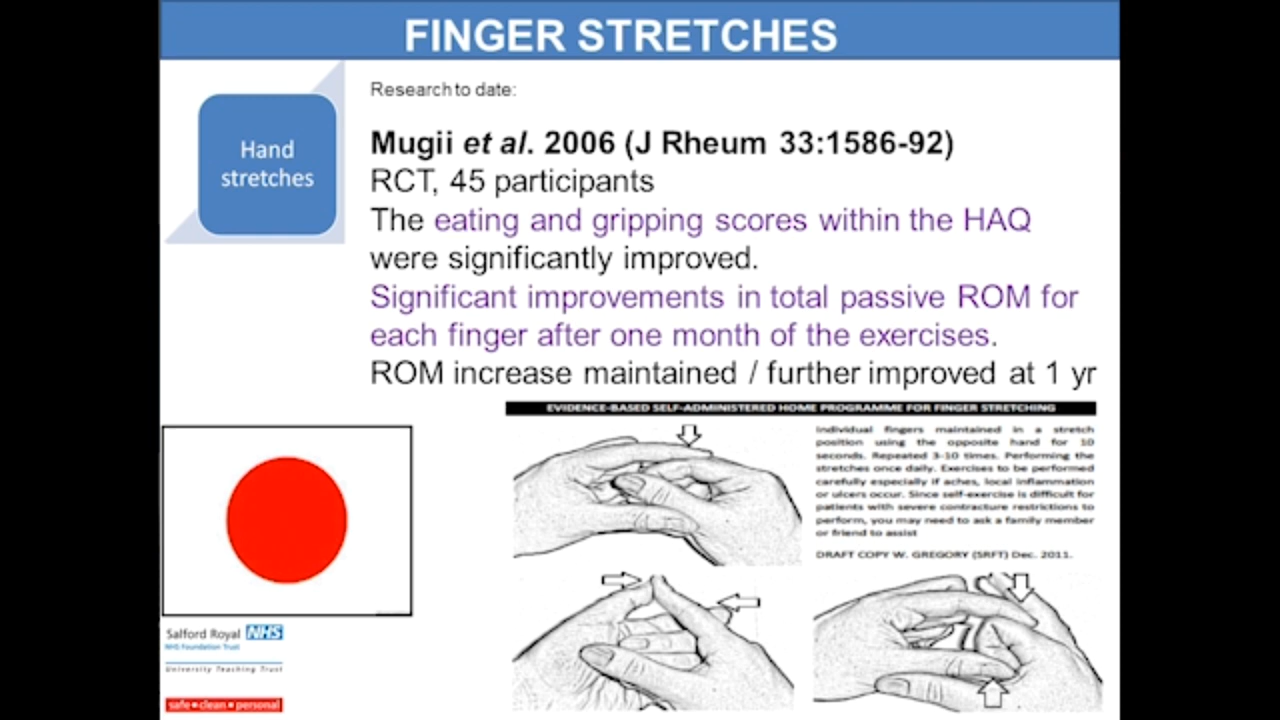 FINGER STRETCHES
Hand
stretches
Research to date:
Mugii et al. 2006 (J Rheum 33:1586-92)
RCT, 45 participants
The eating and gripping scores within the HAQ
were significantly improved.
Significant improvements in total passive ROM for
each finger after one month of the exercises.
ROM increase maintained / further improved at 1 yr
EVIDENCE-BASED SELF-ADMINISTERED HOME PROGRAMME FOR FINGER STRETCHING
Individual fingers maintained in a stretch
position using the opposite hand for 10
seconds. Repeated 3-10 times. Performing the
stretches once daily. Exercises to be performed
carefully especially if aches, local inflammation
or ulcers occur. Since self-exercise is difficult for
patients with severe contracture restrictions to
perform, you may need to ask a family member
or friend to assist
DRAFT COPY W. GREGORY (SRFT) Dec. 2011.
Salford Royal NHS
NHS Foundation Trust
University Teaching Trust
safe • clean • personal